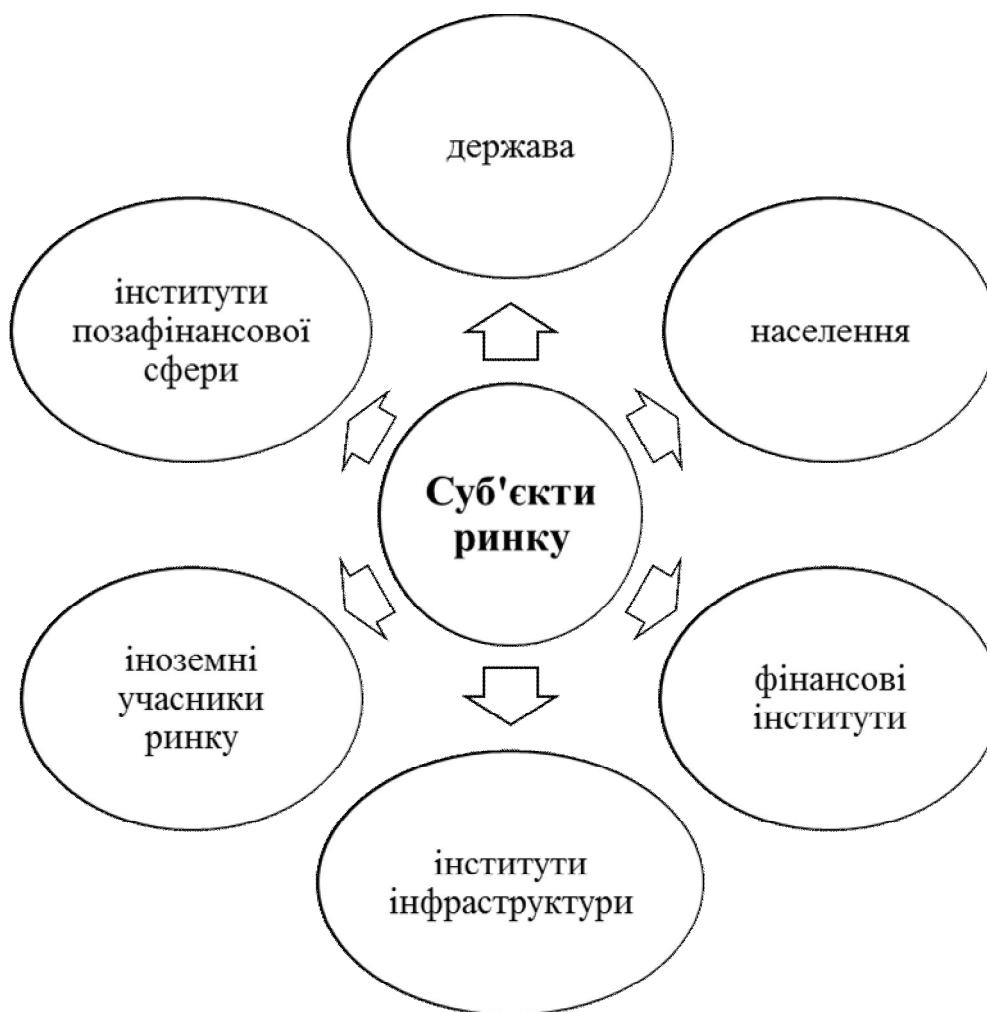 держава
інститути
позафінансової
сфери
населення
Суб'єкти
ринку
іноземні
учасники
ринку
фінансові
інститути
інститути
інфраструктури